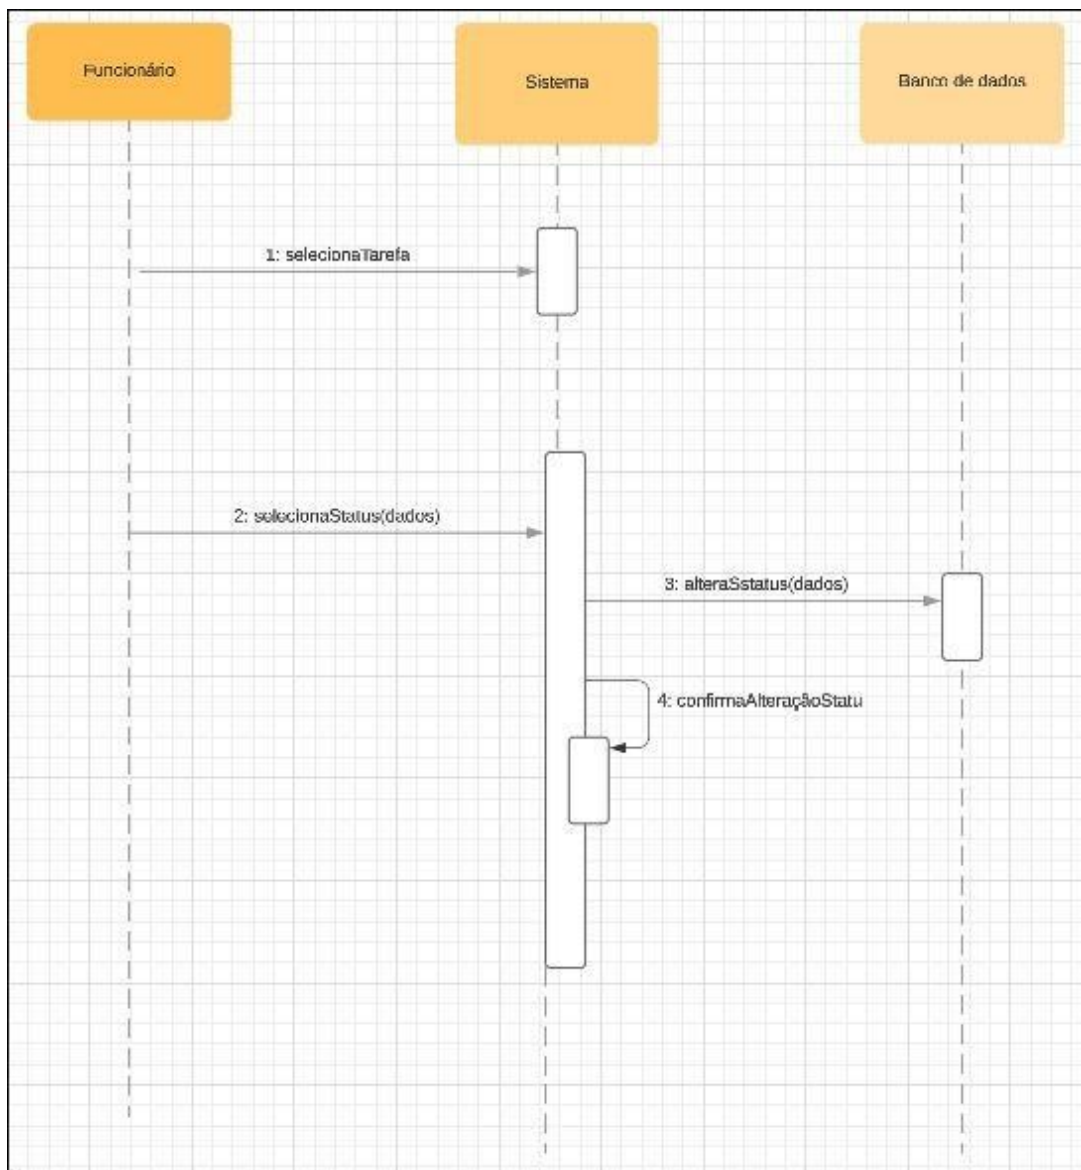 Funcionário
Sistema
Banco de dados
1: selecionaTarefa
2: selecionaStatus(dados)
3: alteraSstatus(dados)
4: confirmaAlteraçãoStatu